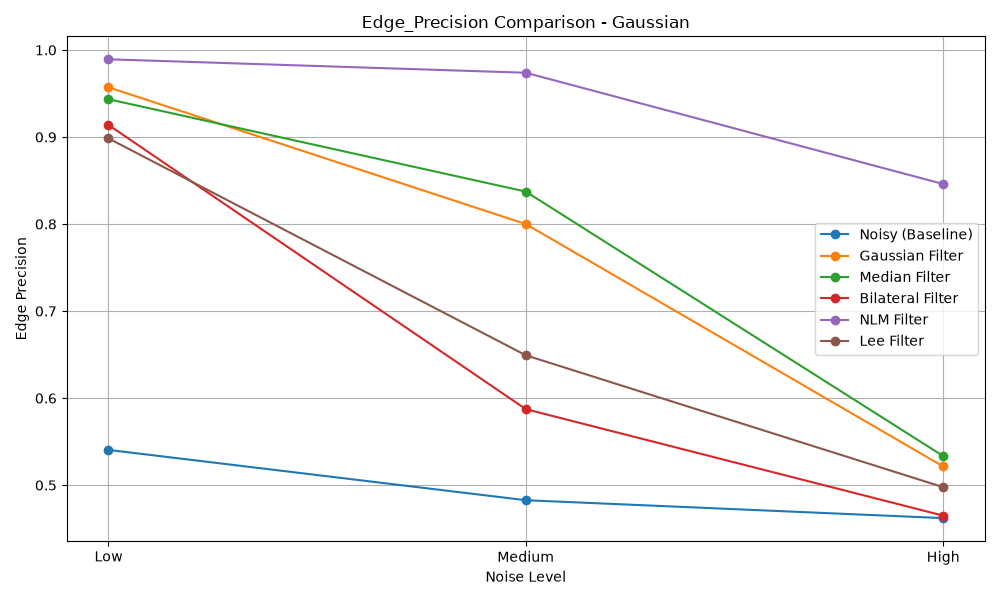 Edge_Precision Comparison - Gaussian
Edge Precision
1.0
0.9
0.8
0.7
0.6
0.5
Noisy (Baseline)
Gaussian Filter
Median Filter
Bilateral Filter
NLM Filter
Lee Filter
Low
Medium
High
Noise Level